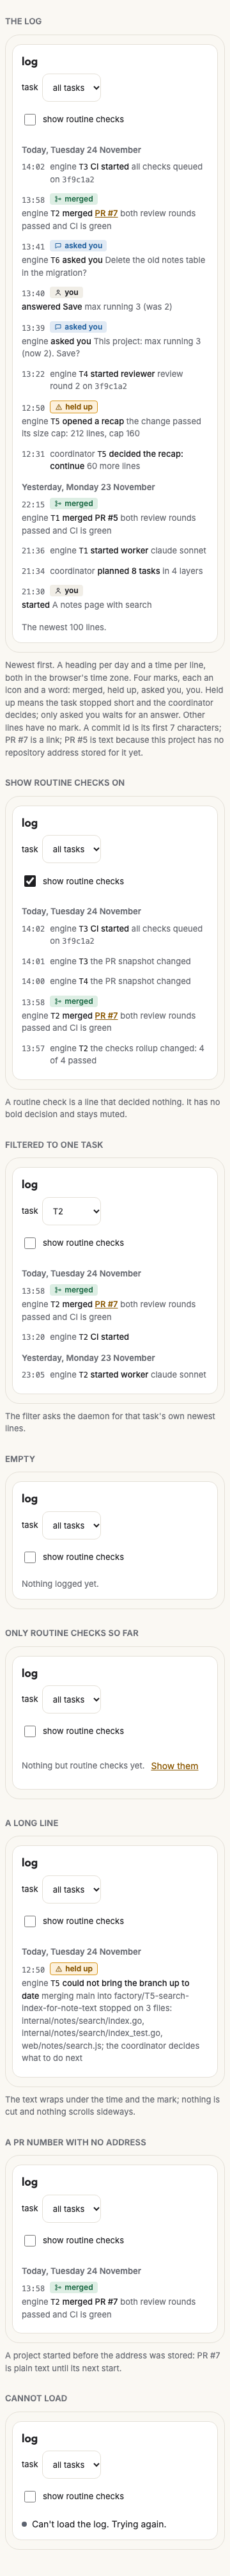 THE LOG
log
task all tasks
show routine checks
Today, Tuesday 24 November
14:02 engine T3 CI started all checks queued
on 3f9c1a2
13:58 merged
engine T2 merged PR #7 both review rounds
passed and CI is green
13:41 asked you
engine T6 asked you Delete the old notes table
in the migration?
13:40 you
answered Save max running 3 (was 2)
13:39 asked you
engine asked you This project: max running 3
(now 2). Save?
13:22 engine T4 started reviewer review
round 2 on 3f9c1a2
12:50 held up
engine T5 opened a recap the change passed
its size cap: 212 lines, cap 160
12:31 coordinator T5 decided the recap:
continue 60 more lines
Yesterday, Monday 23 November
22:15 merged
engine T1 merged PR #5 both review rounds
passed and CI is green
21:36 engine T1 started worker claude sonnet
21:34 coordinator planned 8 tasks in 4 layers
21:30 you
started A notes page with search
The newest 100 lines.
Newest first. A heading per day and a time per line,
both in the browser's time zone. Four marks, each an
icon and a word: merged, held up, asked you, you. Held
up means the task stopped short and the coordinator
decides; only asked you waits for an answer. Other
lines have no mark. A commit id is its first 7 characters;
PR #7 is a link; PR #5 is text because this project has no
repository address stored for it yet.
SHOW ROUTINE CHECKS ON
log
task all tasks
show routine checks
Today, Tuesday 24 November
14:02 engine T3 CI started all checks queued
on 3f9c1a2
14:01 engine T3 the PR snapshot changed
14:00 engine T4 the PR snapshot changed
13:58 merged
engine T2 merged PR #7 both review rounds
passed and CI is green
13:57 engine T2 the checks rollup changed: 4
of 4 passed
A routine check is a line that decided nothing. It has no
bold decision and stays muted.
FILTERED TO ONE TASK
log
task T2
show routine checks
Today, Tuesday 24 November
13:58 merged
engine T2 merged PR #7 both review rounds
passed and CI is green
13:20 engine T2 CI started
Yesterday, Monday 23 November
23:05 engine T2 started worker claude sonnet
The filter asks the daemon for that task's own newest
lines.
EMPTY
log
task all tasks
show routine checks
Nothing logged yet.
ONLY ROUTINE CHECKS SO FAR
log
task all tasks
show routine checks
Nothing but routine checks yet. Show them
A LONG LINE
log
task all tasks
show routine checks
Today, Tuesday 24 November
12:50 held up
engine T5 could not bring the branch up to
date merging main into factory/T5-search-
index-for-note-text stopped on 3 files:
internal/notes/search/index.go,
internal/notes/search/index_test.go,
web/notes/search.js; the coordinator decides
what to do next
The text wraps under the time and the mark; nothing is
cut and nothing scrolls sideways.
A PR NUMBER WITH NO ADDRESS
log
task all tasks
show routine checks
Today, Tuesday 24 November
13:58 merged
engine T2 merged PR #7 both review rounds
passed and CI is green
A project started before the address was stored: PR #7
is plain text until its next start.
CANNOT LOAD
log
task all tasks
show routine checks
Can't load the log. Trying again.